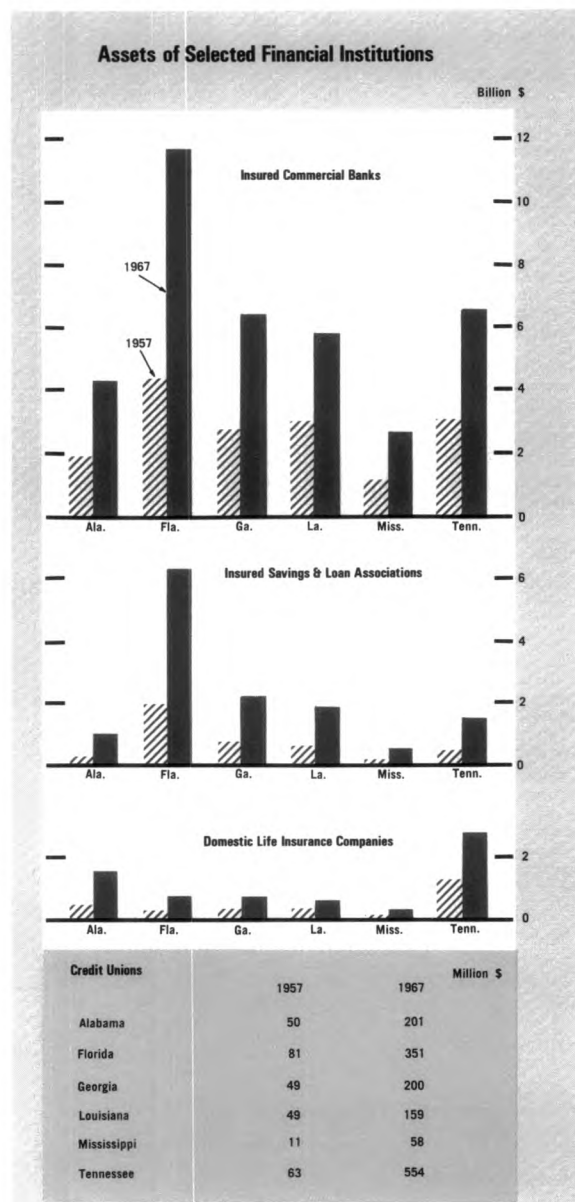 Assets of Selected Financial Institutions
Billion $
12
Insured Commercial Banks
10
1967
8
6
1957
4
2
0
Ala. Fla. Ga. La. Miss. Tenn.
Insured Savings & Loan Associations
6
4
2
0
Ala. Fla. Ga. La. Miss. Tenn.
Domestic Life Insurance Companies
2
0
Ala. Fla. Ga. La. Miss. Tenn.
Credit Unions Million $
1957 1967
Alabama 50 201
Florida 81 351
Georgia 49 200
Louisiana 49 159
Mississippi 11 58
Tennessee 63 554